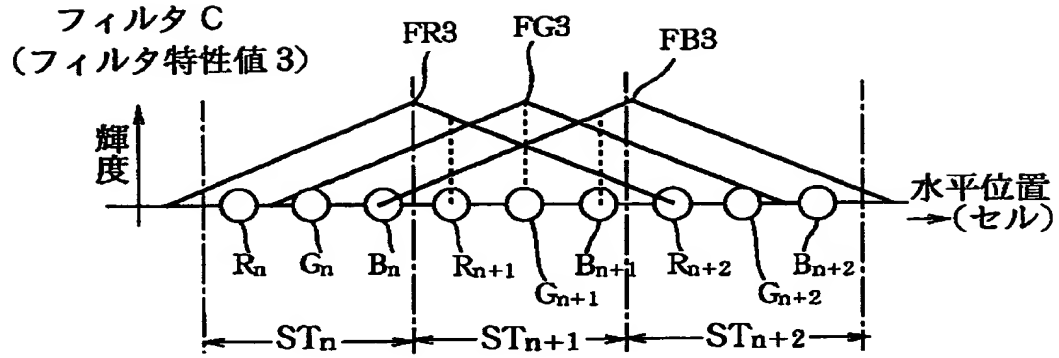 フィルタ C
(フィルタ特性値 3)
FR3
FG3
FB3
輝度
水平位置
(セル)
Rn
Gn
Bn
Rn+1
Gn+1
Bn+1
Rn+2
Gn+2
Bn+2
STn
STn+1
STn+2